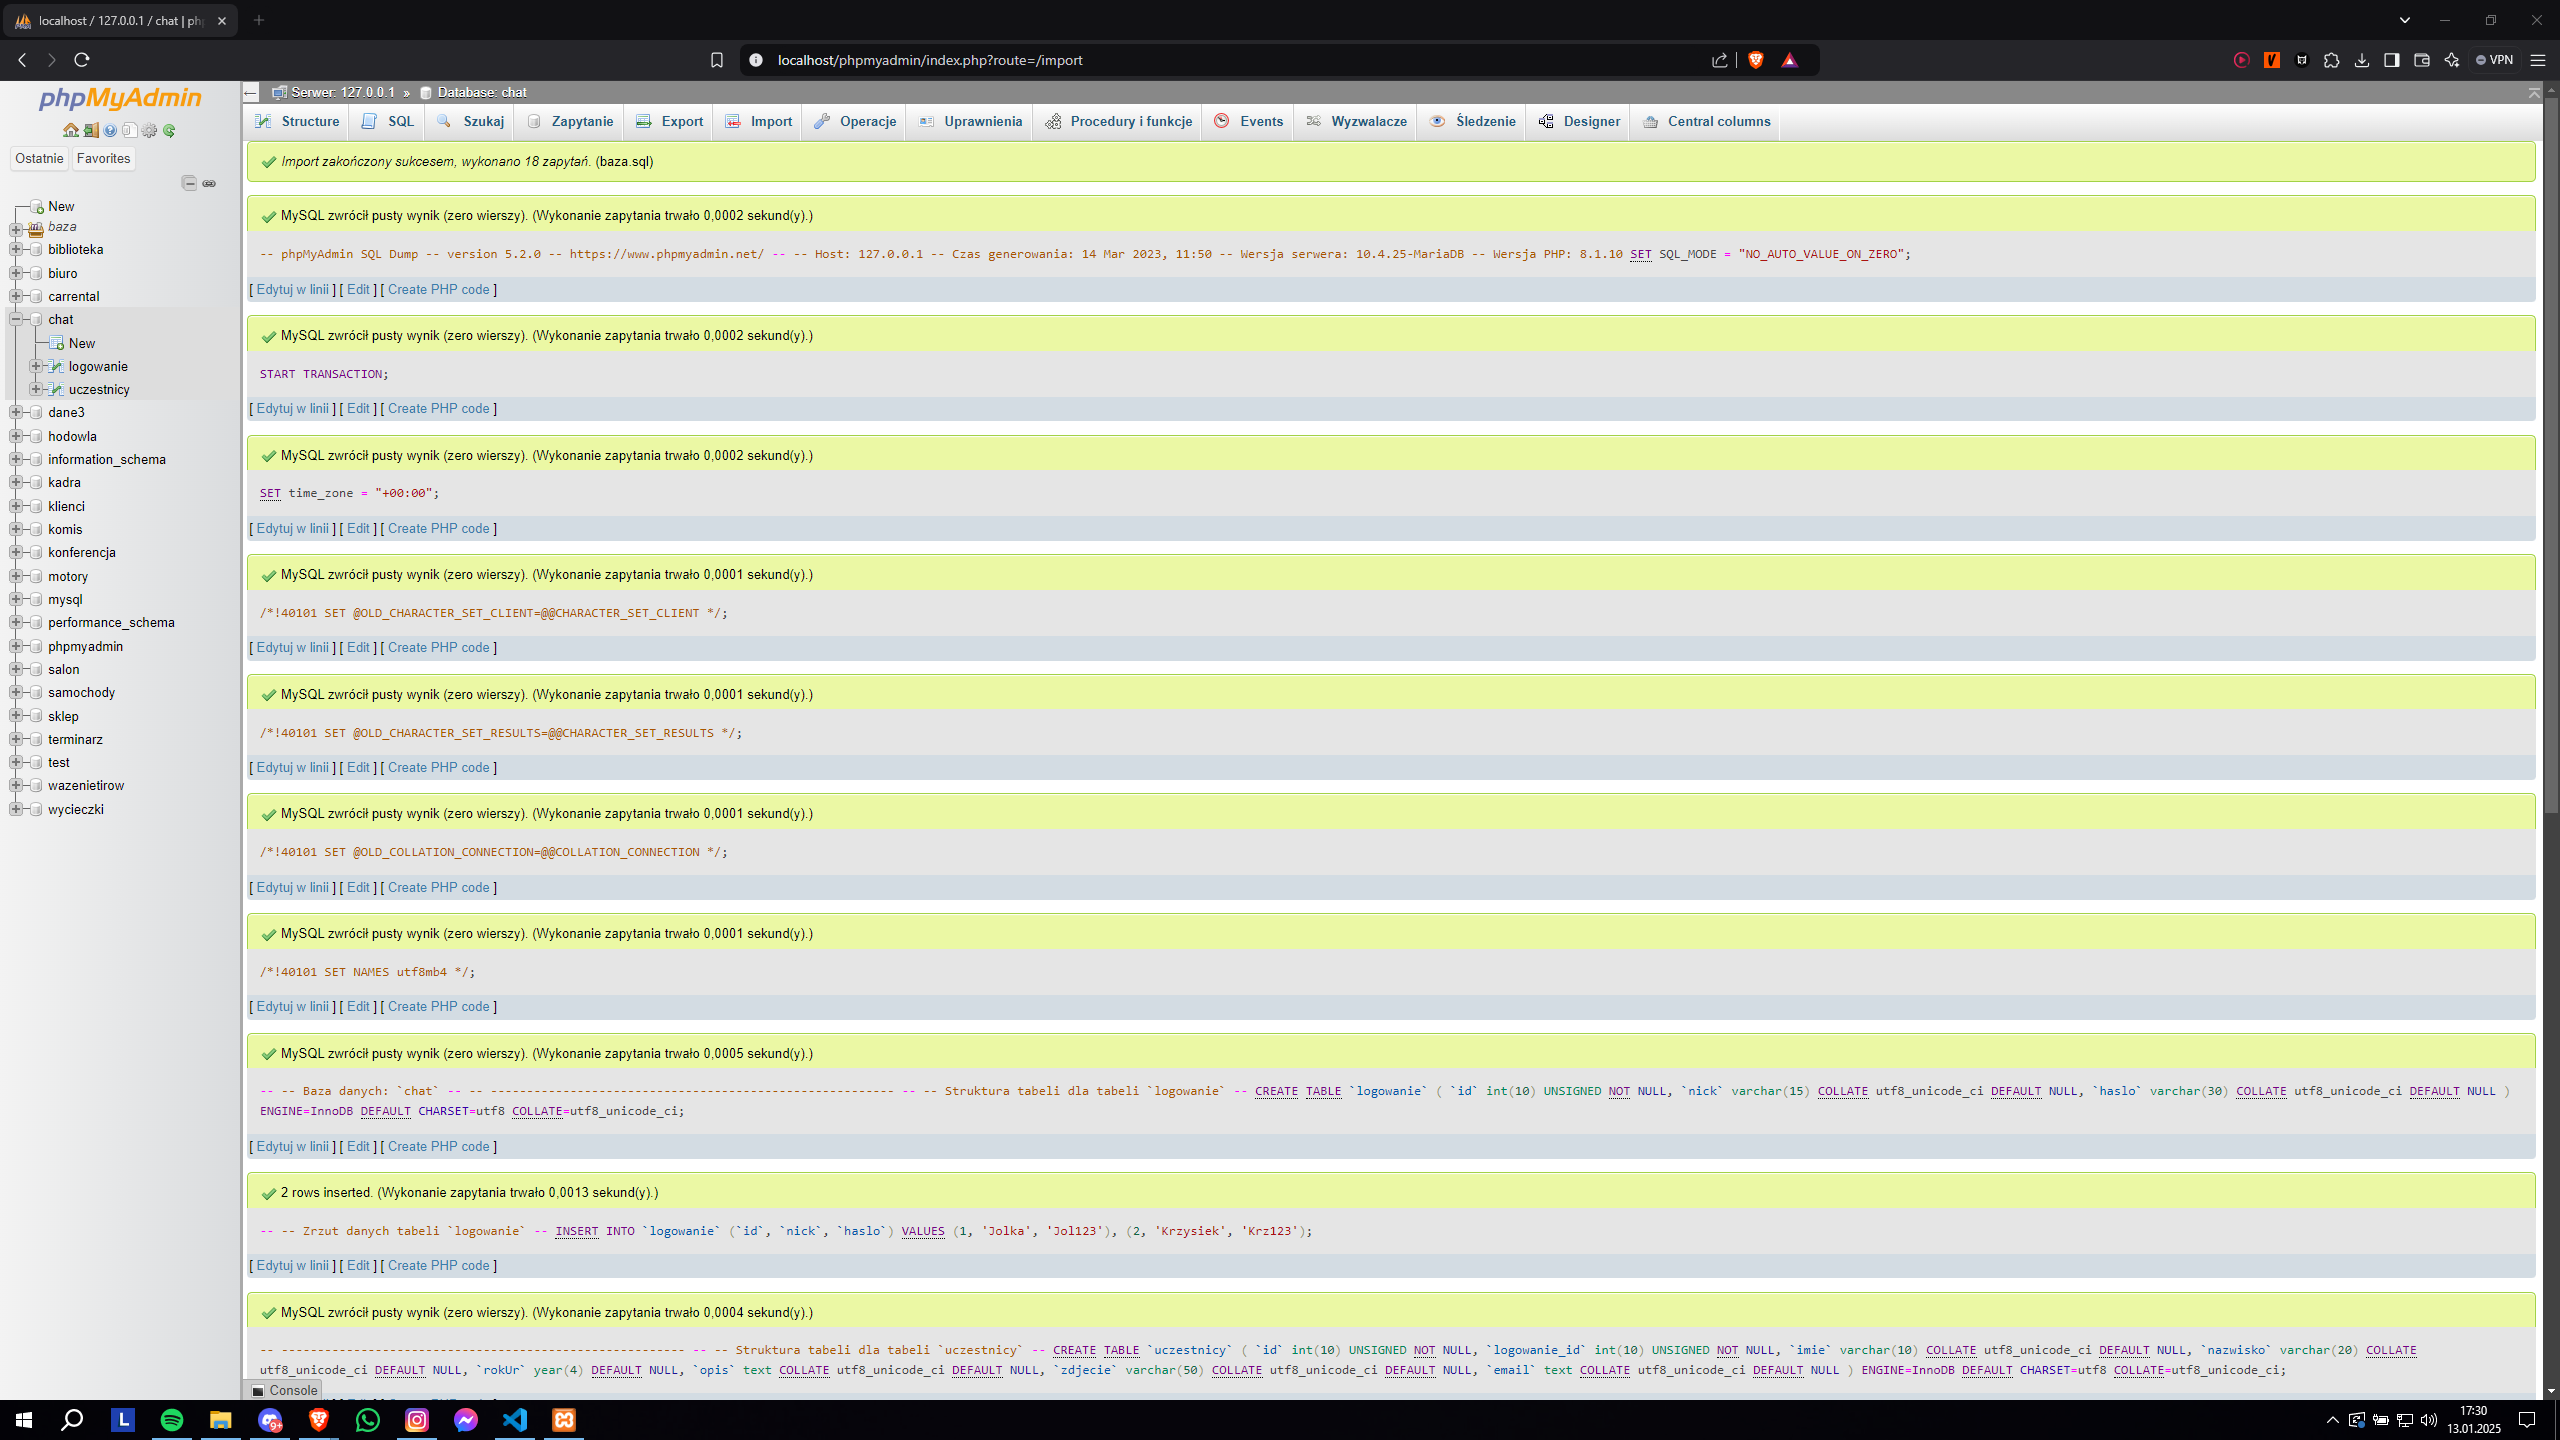 localhost / 127.0.0.1 / chat | php
localhost/phpmyadmin/index.php?route=/import
VPN
phpMyAdmin
Ostatnie Favorites
New
baza
biblioteka
biuro
carrental
chat
New
logowanie
uczestnicy
dane3
hodowla
information_schema
kadra
klienci
komis
konferencja
motory
mysql
performance_schema
phpmyadmin
salon
samochody
sklep
terminarz
test
wazenietirow
wycieczki
Serwer: 127.0.0.1 » Database: chat
Structure SQL Szukaj Zapytanie Export Import Operacje Uprawnienia Procedury i funkcje Events Wyzwalacze Śledzenie Designer Central columns
Import zakończony sukcesem, wykonano 18 zapytań. (baza.sql)
MySQL zwrócił pusty wynik (zero wierszy). (Wykonanie zapytania trwało 0,0002 sekund(y).)
-- phpMyAdmin SQL Dump -- version 5.2.0 -- https://www.phpmyadmin.net/ -- -- Host: 127.0.0.1 -- Czas generowania: 14 Mar 2023, 11:50 -- Wersja serwera: 10.4.25-MariaDB -- Wersja PHP: 8.1.10 SET SQL_MODE = "NO_AUTO_VALUE_ON_ZERO";
[ Edytuj w linii ] [ Edit ] [ Create PHP code ]
MySQL zwrócił pusty wynik (zero wierszy). (Wykonanie zapytania trwało 0,0002 sekund(y).)
START TRANSACTION;
[ Edytuj w linii ] [ Edit ] [ Create PHP code ]
MySQL zwrócił pusty wynik (zero wierszy). (Wykonanie zapytania trwało 0,0002 sekund(y).)
SET time_zone = "+00:00";
[ Edytuj w linii ] [ Edit ] [ Create PHP code ]
MySQL zwrócił pusty wynik (zero wierszy). (Wykonanie zapytania trwało 0,0001 sekund(y).)
/*!40101 SET @OLD_CHARACTER_SET_CLIENT=@@CHARACTER_SET_CLIENT */;
[ Edytuj w linii ] [ Edit ] [ Create PHP code ]
MySQL zwrócił pusty wynik (zero wierszy). (Wykonanie zapytania trwało 0,0001 sekund(y).)
/*!40101 SET @OLD_CHARACTER_SET_RESULTS=@@CHARACTER_SET_RESULTS */;
[ Edytuj w linii ] [ Edit ] [ Create PHP code ]
MySQL zwrócił pusty wynik (zero wierszy). (Wykonanie zapytania trwało 0,0001 sekund(y).)
/*!40101 SET @OLD_COLLATION_CONNECTION=@@COLLATION_CONNECTION */;
[ Edytuj w linii ] [ Edit ] [ Create PHP code ]
MySQL zwrócił pusty wynik (zero wierszy). (Wykonanie zapytania trwało 0,0001 sekund(y).)
/*!40101 SET NAMES utf8mb4 */;
[ Edytuj w linii ] [ Edit ] [ Create PHP code ]
MySQL zwrócił pusty wynik (zero wierszy). (Wykonanie zapytania trwało 0,0005 sekund(y).)
-- -- Baza danych: `chat` -- -- -------------------------------------------------------- -- -- Struktura tabeli dla tabeli `logowanie` -- CREATE TABLE `logowanie` ( `id` int(10) UNSIGNED NOT NULL, `nick` varchar(15) COLLATE utf8_unicode_ci DEFAULT NULL, `haslo` varchar(30) COLLATE utf8_unicode_ci DEFAULT NULL )
ENGINE=InnoDB DEFAULT CHARSET=utf8 COLLATE=utf8_unicode_ci;
[ Edytuj w linii ] [ Edit ] [ Create PHP code ]
2 rows inserted. (Wykonanie zapytania trwało 0,0013 sekund(y).)
-- -- Zrzut danych tabeli `logowanie` -- INSERT INTO `logowanie` (`id`, `nick`, `haslo`) VALUES (1, 'Jolka', 'Jol123'), (2, 'Krzysiek', 'Krz123');
[ Edytuj w linii ] [ Edit ] [ Create PHP code ]
MySQL zwrócił pusty wynik (zero wierszy). (Wykonanie zapytania trwało 0,0004 sekund(y).)
-- -------------------------------------------------------- -- -- Struktura tabeli dla tabeli `uczestnicy` -- CREATE TABLE `uczestnicy` ( `id` int(10) UNSIGNED NOT NULL, `logowanie_id` int(10) UNSIGNED NOT NULL, `imie` varchar(10) COLLATE utf8_unicode_ci DEFAULT NULL, `nazwisko` varchar(20) COLLATE
utf8_unicode_ci DEFAULT NULL, `rokUr` year(4) DEFAULT NULL, `opis` text COLLATE utf8_unicode_ci DEFAULT NULL, `zdjecie` varchar(50) COLLATE utf8_unicode_ci DEFAULT NULL, `email` text COLLATE utf8_unicode_ci DEFAULT NULL ) ENGINE=InnoDB DEFAULT CHARSET=utf8 COLLATE=utf8_unicode_ci;
Console
L
9+
17:30
13.01.2025